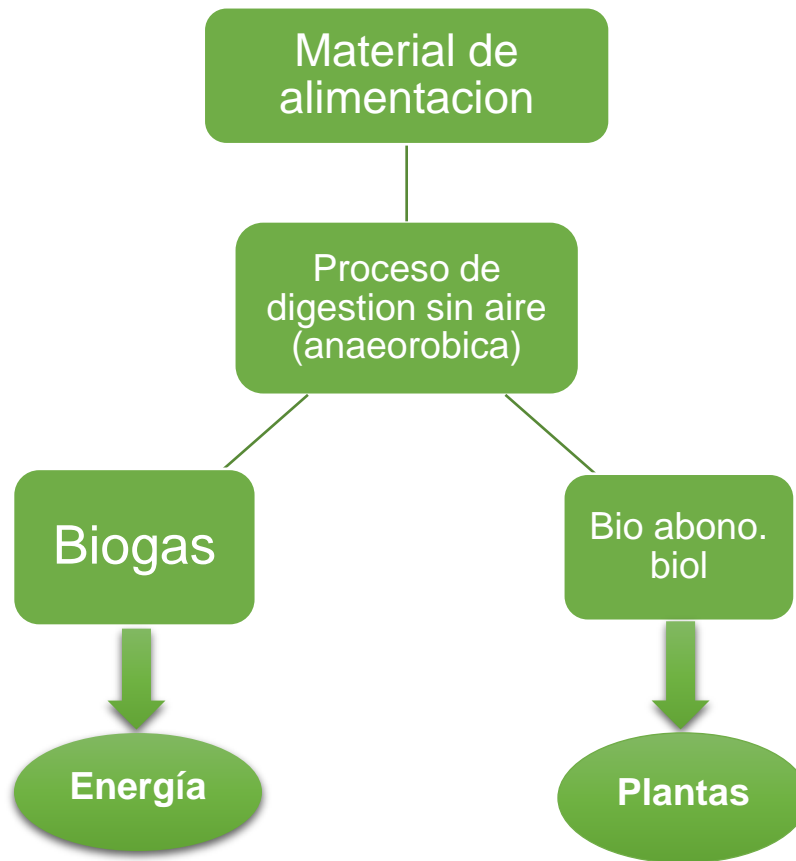 Material de
alimentacion
Proceso de
digestion sin aire
(anaeorobica)
Biogas
Bio abono.
biol
Energía
Plantas